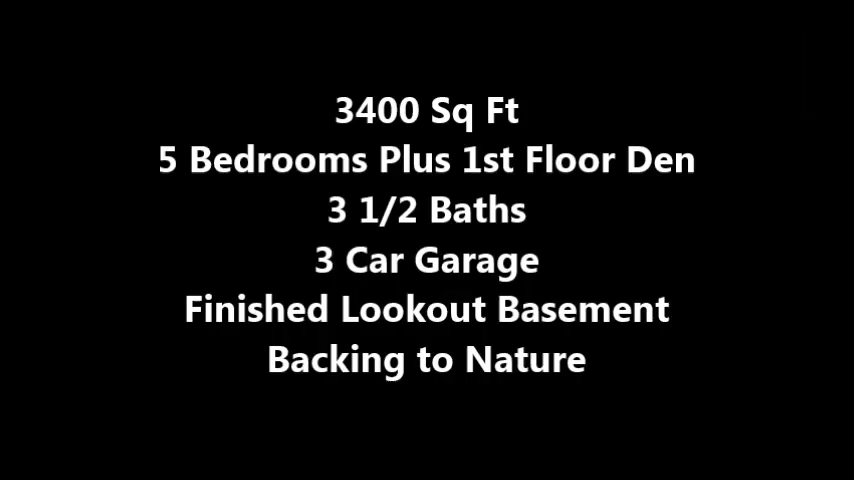 3400 Sq Ft
5 Bedrooms Plus 1st Floor Den
3 1/2 Baths
3 Car Garage
Finished Lookout Basement
Backing to Nature